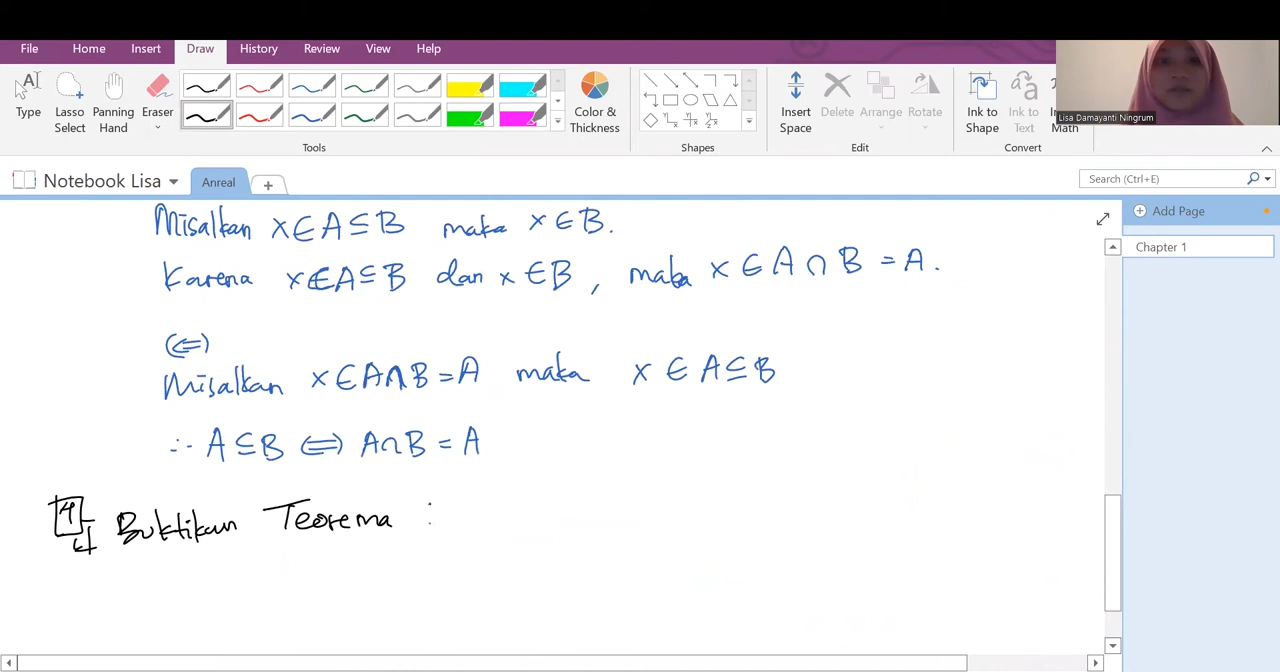 File Home Insert Draw History Review View Help
Type Lasso Select Panning Hand Eraser Color & Thickness Insert Space Delete Arrange Rotate Ink to Shape Ink to Text Math
Tools Shapes Edit Convert
Lisa Damayanti Ningrum
Notebook Lisa Anreal + Search (Ctrl+E)
Add Page
Chapter 1
Misalkan x∈A⊆B maka x∈B.
Karena x∈A⊆B dan x∈B, maka x∈A∩B = A.
(⇐)
Misalkan x∈A∩B = A maka x∈A⊆B
∴ A⊆B ⟺ A∩B = A
4 Buktikan Teorema :